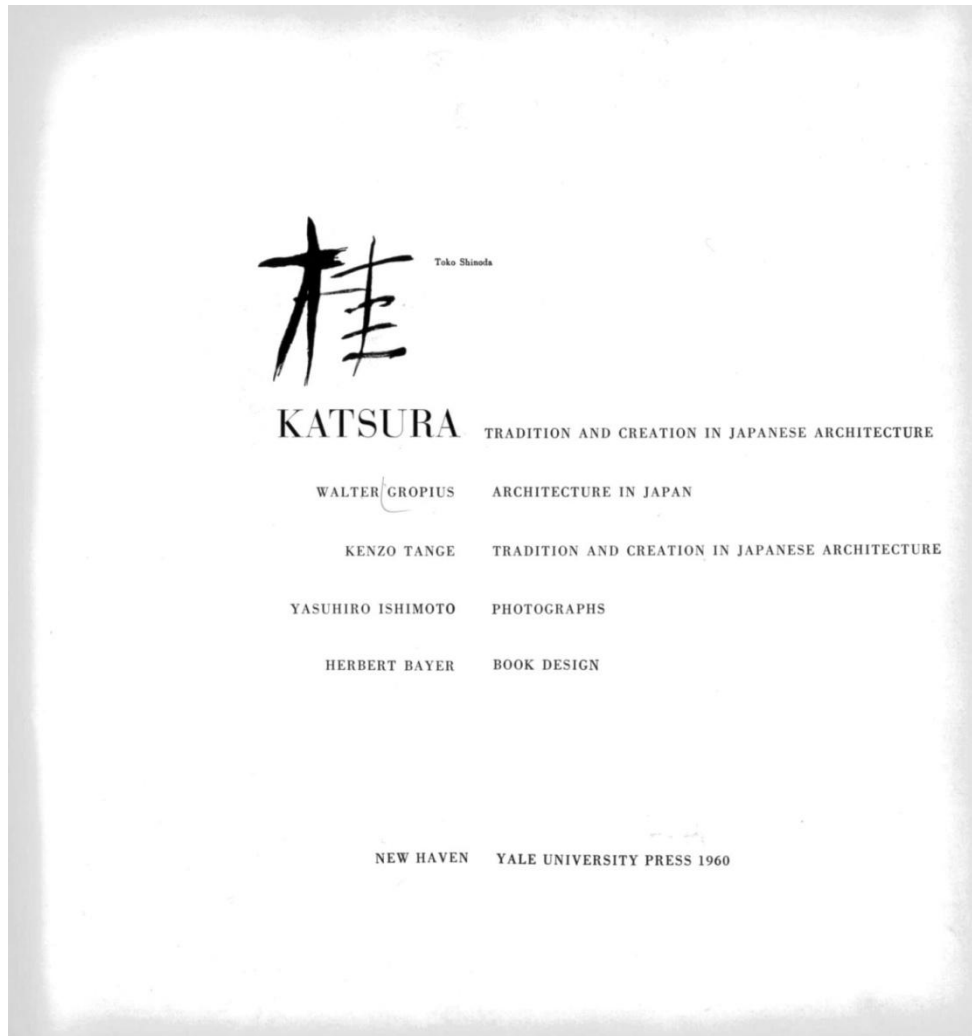 桂
Toko Shinoda
KATSURA TRADITION AND CREATION IN JAPANESE ARCHITECTURE
WALTER GROPIUS ARCHITECTURE IN JAPAN
KENZO TANGE TRADITION AND CREATION IN JAPANESE ARCHITECTURE
YASUHIRO ISHIMOTO PHOTOGRAPHS
HERBERT BAYER BOOK DESIGN
NEW HAVEN YALE UNIVERSITY PRESS 1960